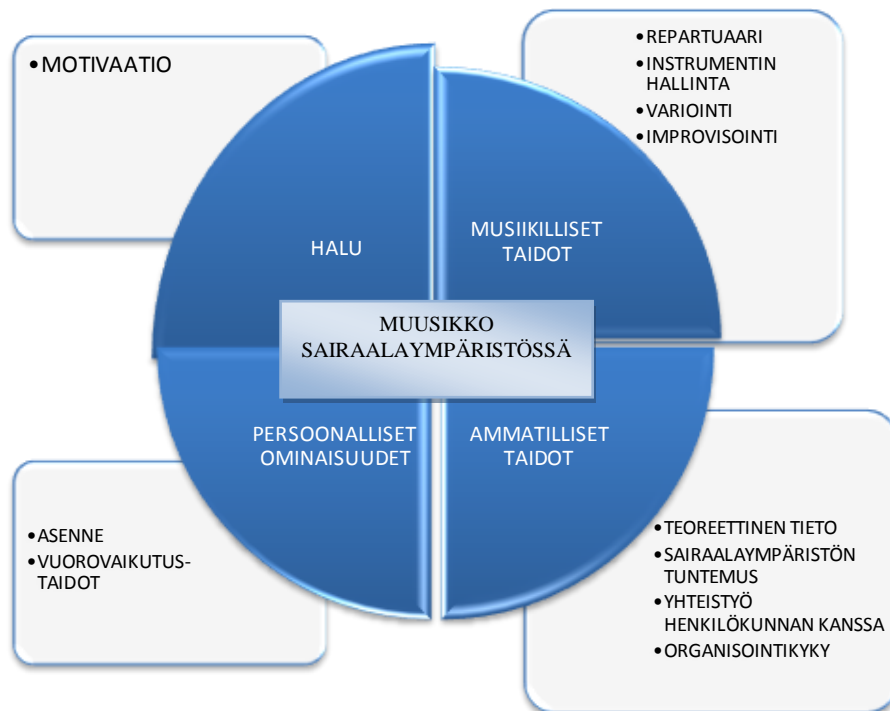 •MOTIVAATIO
•REPARTUAARI
•INSTRUMENTIN
HALLINTA
•VARIOINTI
•IMPROVISOINTI
HALU
MUSIIKILLISET
TAIDOT
MUUSIKKO
SAIRAALAYMPÄRISTÖSSÄ
PERSOONALLISET
OMINAISUUDET
AMMATILLISET
TAIDOT
•ASENNE
•VUOROVAIKUTUS-
TAIDOT
•TEOREETTINEN TIETO
•SAIRAALAYMPÄRISTÖN
TUNTEMUS
•YHTEISTYÖ
HENKILÖKUNNAN KANSSA
•ORGANISOINTIKYKY